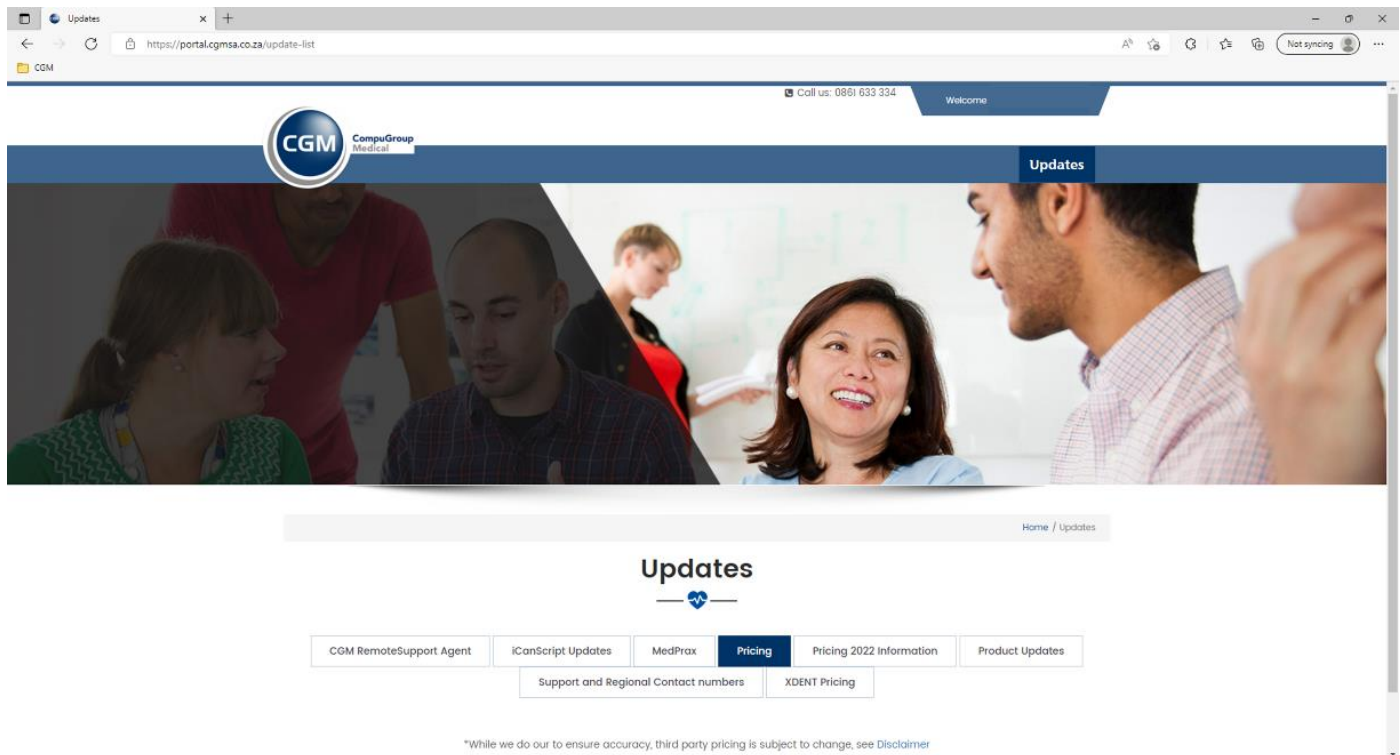 Updates
https://portal.cgmsa.co.za/update-list
Not syncing
CGM
Call us: 0861 633 334
Welcome
CGM CompuGroup
Medical
Updates
Home / Updates
Updates
CGM RemoteSupport Agent iCanScript Updates MedPrax Pricing Pricing 2022 Information Product Updates
Support and Regional Contact numbers XDENT Pricing
*While we do our to ensure accuracy, third party pricing is subject to change, see Disclaimer